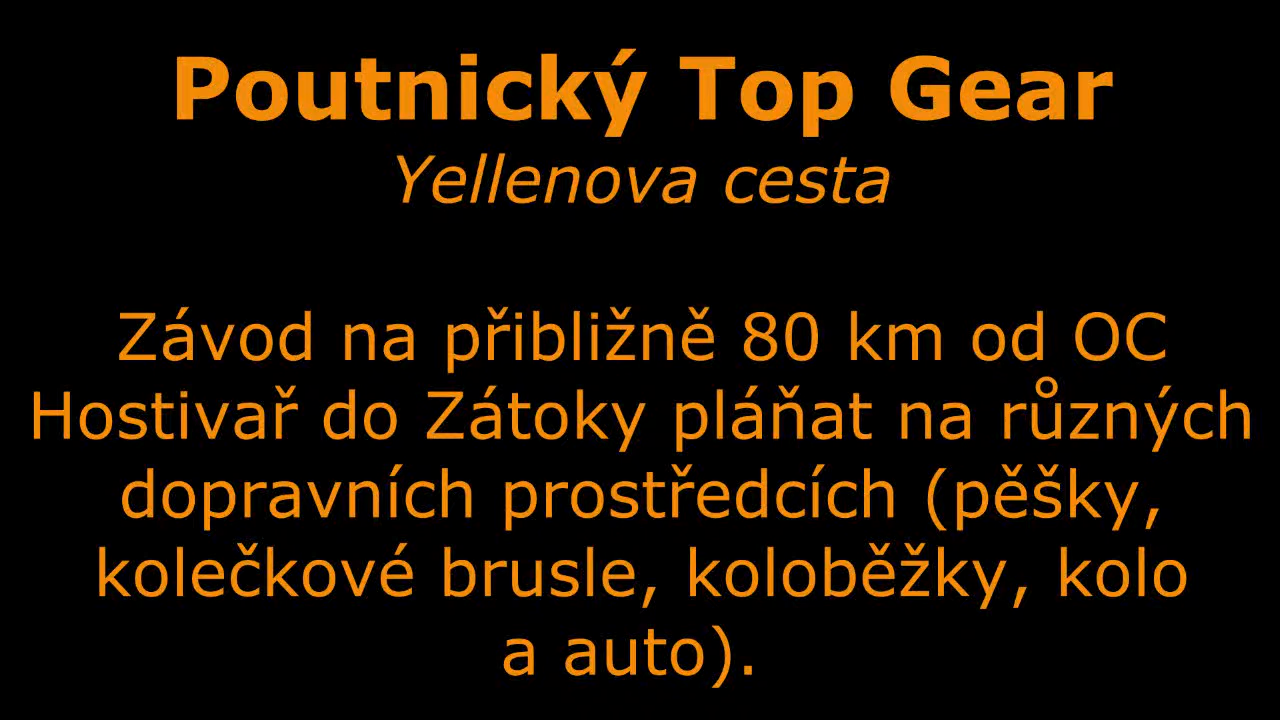 Poutnický Top Gear
Yellenova cesta
Závod na přibližně 80 km od OC
Hostivař do Zátoky pláňat na různých
dopravních prostředcích (pěšky,
kolečkové brusle, koloběžky, kolo
a auto).